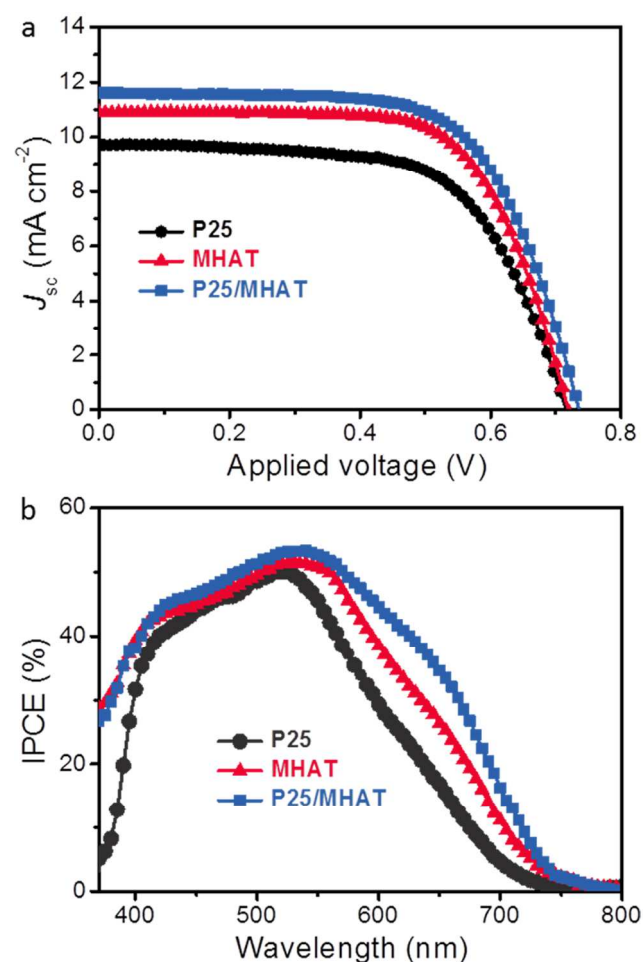 a
14
12
10
8
6
4
2
0
J_sc (mA cm⁻²)
P25
MHAT
P25/MHAT
0.0 0.2 0.4 0.6 0.8
Applied voltage (V)
b
60
40
20
0
IPCE (%)
P25
MHAT
P25/MHAT
400 500 600 700 800
Wavelength (nm)